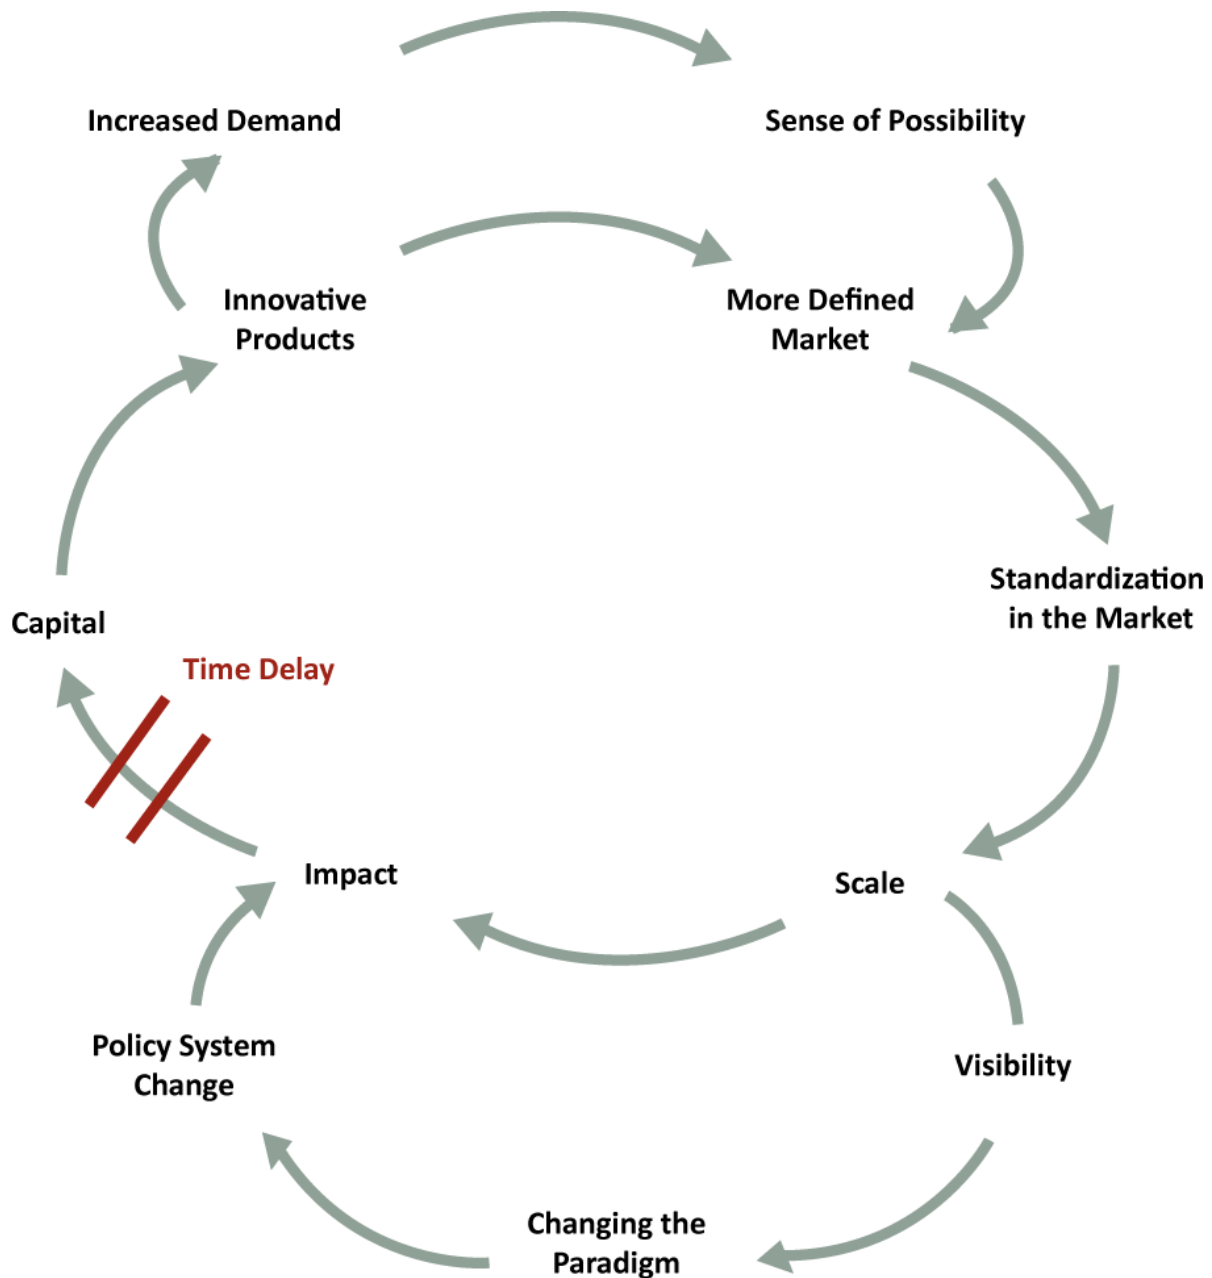 Increased Demand
Sense of Possibility
Innovative
Products
More Defined
Market
Standardization
in the Market
Capital
Time Delay
Impact
Scale
Policy System
Change
Visibility
Changing the
Paradigm